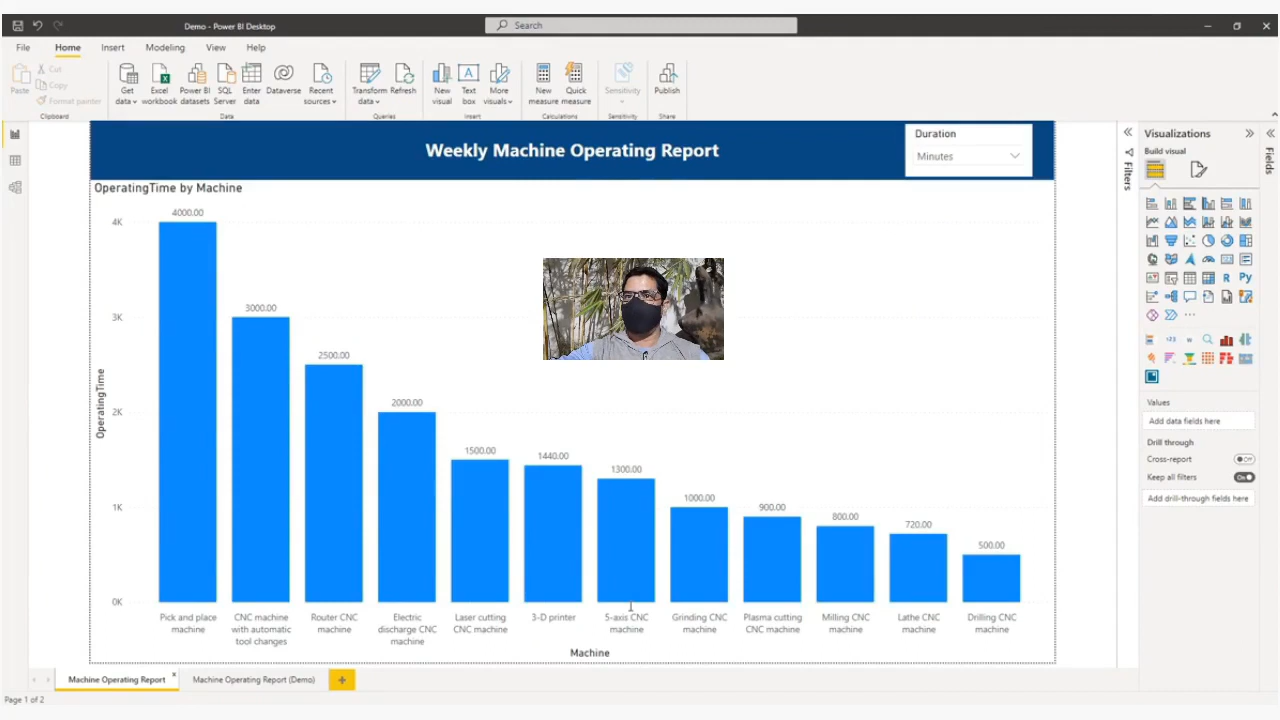 Demo - Power BI Desktop
Search
File
Home
Insert
Modeling
View
Help
Paste
Cut
Copy
Format painter
Clipboard
Get data
Excel workbook
Power BI datasets
SQL Server
Enter data
Dataverse
Recent sources
Data
Transform data
Refresh
Queries
New visual
A
Text box
More visuals
Insert
New measure
Quick measure
Calculations
Sensitivity
Sensitivity
Publish
Share
Weekly Machine Operating Report
Duration
Minutes
OperatingTime by Machine
4K
3K
2K
1K
0K
OperatingTime
4000.00
3000.00
2500.00
2000.00
1500.00
1440.00
1300.00
1000.00
900.00
800.00
720.00
500.00
Pick and place
machine
CNC machine
with automatic
tool changes
Router CNC
machine
Electric
discharge CNC
machine
Laser cutting
CNC machine
3-D printer
5-axis CNC
machine
Grinding CNC
machine
Plasma cutting
CNC machine
Milling CNC
machine
Lathe CNC
machine
Drilling CNC
machine
Machine
Filters
Visualizations
Build visual
R
Py
Values
Add data fields here
Drill through
Cross-report
Off
Keep all filters
On
Add drill-through fields here
Fields
Machine Operating Report
Machine Operating Report (Demo)
Page 1 of 2